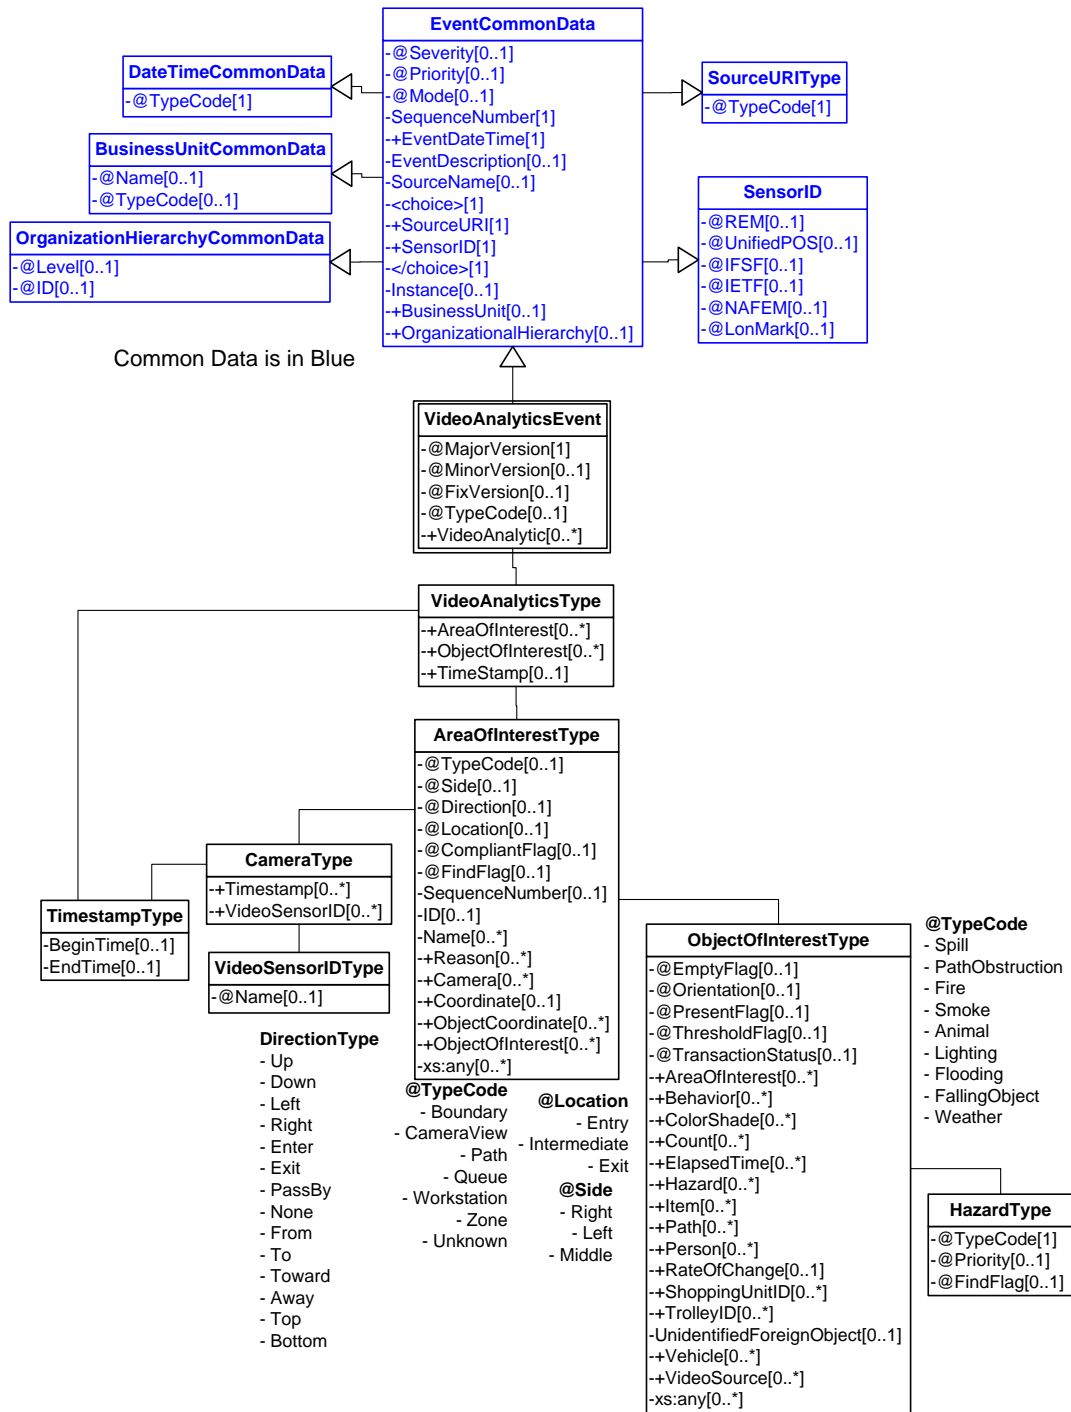 EventCommonData
-@Severity[0..1]
-@Priority[0..1]
-@Mode[0..1]
-SequenceNumber[1]
-+EventDateTime[1]
-EventDescription[0..1]
-SourceName[0..1]
-<choice>[1]
-+SourceURI[1]
-+SensorID[1]
-</choice>[1]
-Instance[0..1]
-+BusinessUnit[0..1]
-+OrganizationalHierarchy[0..1]
DateTimeCommonData
-@TypeCode[1]
BusinessUnitCommonData
-@Name[0..1]
-@TypeCode[0..1]
OrganizationHierarchyCommonData
-@Level[0..1]
-@ID[0..1]
SourceURIType
-@TypeCode[1]
SensorID
-@REM[0..1]
-@UnifiedPOS[0..1]
-@IFSF[0..1]
-@IETF[0..1]
-@NAFEM[0..1]
-@LonMark[0..1]
Common Data is in Blue
VideoAnalyticsEvent
-@MajorVersion[1]
-@MinorVersion[0..1]
-@FixVersion[0..1]
-@TypeCode[0..1]
-+VideoAnalytic[0..*]
VideoAnalyticsType
-+AreaOfInterest[0..*]
-+ObjectOfInterest[0..*]
-+TimeStamp[0..1]
AreaOfInterestType
-@TypeCode[0..1]
-@Side[0..1]
-@Direction[0..1]
-@Location[0..1]
-@CompliantFlag[0..1]
-@FindFlag[0..1]
-SequenceNumber[0..1]
-ID[0..1]
-Name[0..*]
-+Reason[0..*]
-+Camera[0..*]
-+Coordinate[0..1]
-+ObjectCoordinate[0..*]
-+ObjectOfInterest[0..*]
-xs:any[0..*]
CameraType
-+Timestamp[0..*]
-+VideoSensorID[0..*]
TimestampType
-BeginTime[0..1]
-EndTime[0..1]
VideoSensorIDType
-@Name[0..1]
DirectionType
- Up
- Down
- Left
- Right
- Enter
- Exit
- PassBy
- None
- From
- To
- Toward
- Away
- Top
- Bottom
@TypeCode
- Boundary
- CameraView
- Path
- Queue
- Workstation
- Zone
- Unknown
@Location
- Entry
- Intermediate
- Exit
@Side
- Right
- Left
- Middle
ObjectOfInterestType
-@EmptyFlag[0..1]
-@Orientation[0..1]
-@PresentFlag[0..1]
-@ThresholdFlag[0..1]
-@TransactionStatus[0..1]
-+AreaOfInterest[0..*]
-+Behavior[0..*]
-+ColorShade[0..*]
-+Count[0..*]
-+ElapsedTime[0..*]
-+Hazard[0..*]
-+Item[0..*]
-+Path[0..*]
-+Person[0..*]
-+RateOfChange[0..1]
-+ShoppingUnitID[0..*]
-+TrolleyID[0..*]
-UnidentifiedForeignObject[0..1]
-+Vehicle[0..*]
-+VideoSource[0..*]
-xs:any[0..*]
@TypeCode
- Spill
- PathObstruction
- Fire
- Smoke
- Animal
- Lighting
- Flooding
- FallingObject
- Weather
HazardType
-@TypeCode[1]
-@Priority[0..1]
-@FindFlag[0..1]